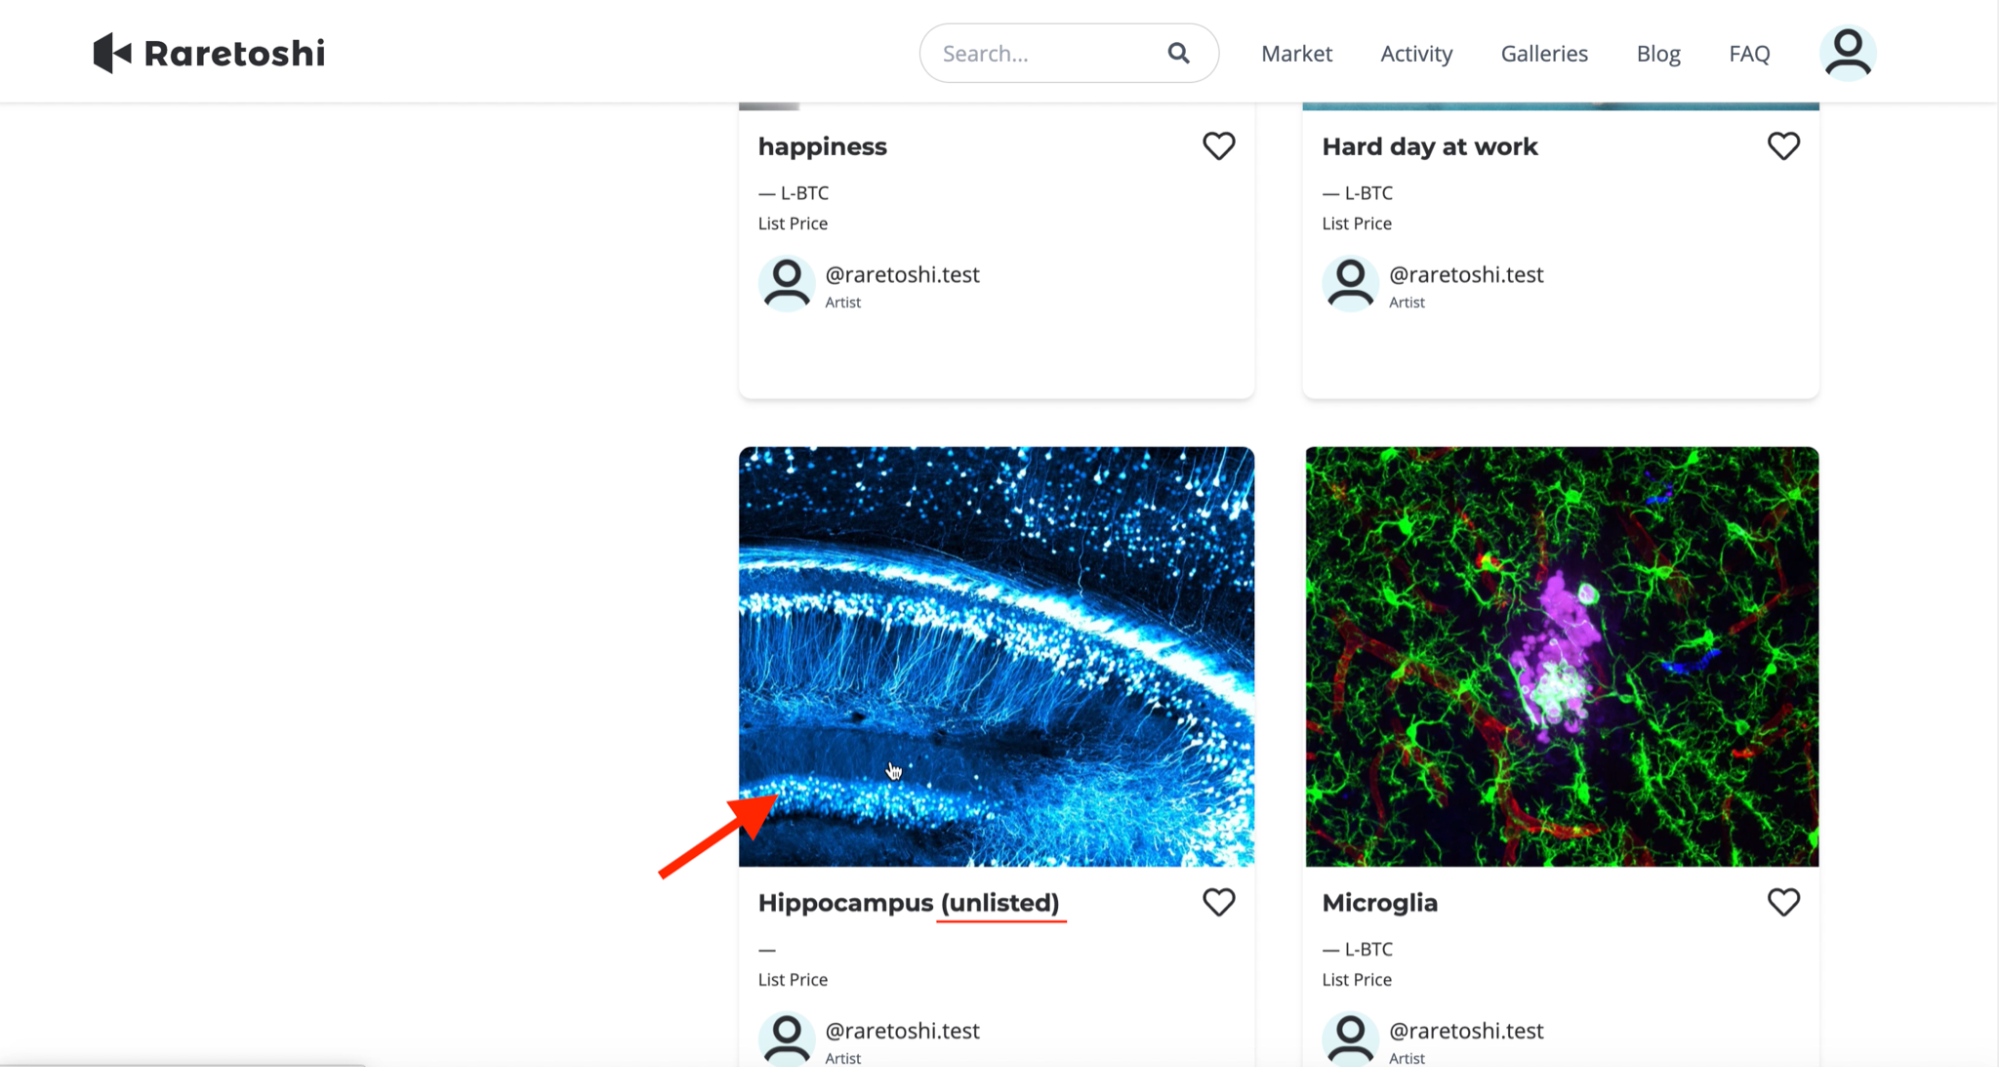 Raretoshi
Search...
Market
Activity
Galleries
Blog
FAQ
happiness
— L-BTC
List Price
@raretoshi.test
Artist
Hard day at work
— L-BTC
List Price
@raretoshi.test
Artist
Hippocampus (unlisted)
—
List Price
@raretoshi.test
Artist
Microglia
— L-BTC
List Price
@raretoshi.test
Artist